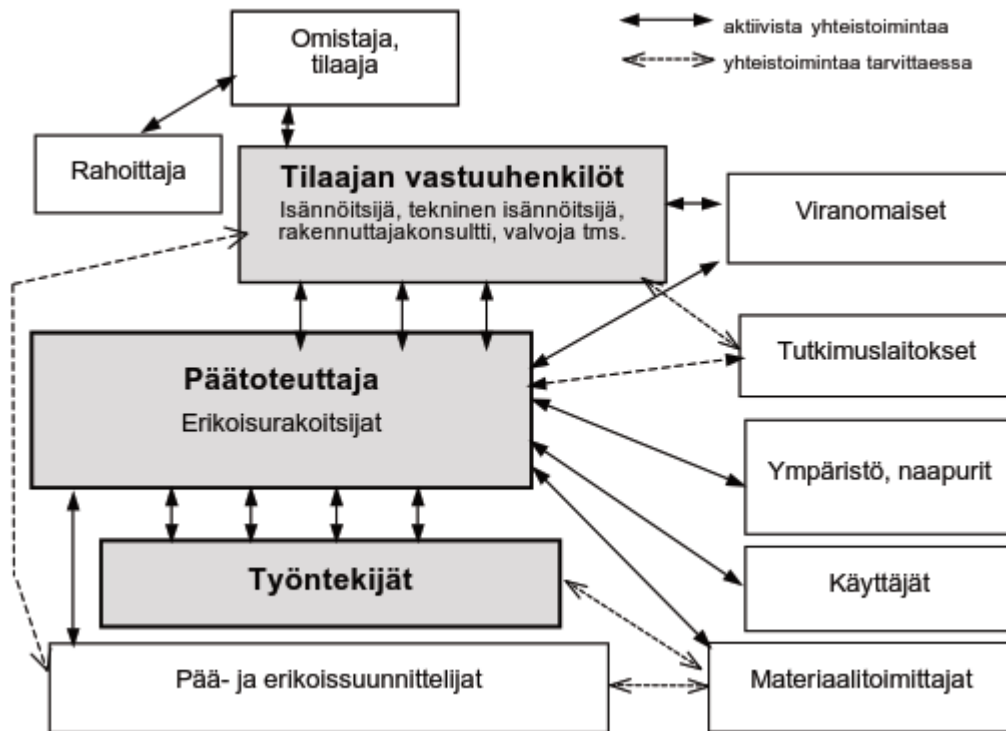 Omistaja,
tilaaja
aktiivista yhteistoimintaa
yhteistoimintaa tarvittaessa
Rahoittaja
Tilaajan vastuuhenkilöt
Isännöitsijä, tekninen isännöitsijä,
rakennuttajakonsultti, valvoja tms.
Viranomaiset
Päätoteuttaja
Erikoisurakoitsijat
Tutkimuslaitokset
Ympäristö, naapurit
Työntekijät
Käyttäjät
Pää- ja erikoissuunnittelijat
Materiaalitoimittajat